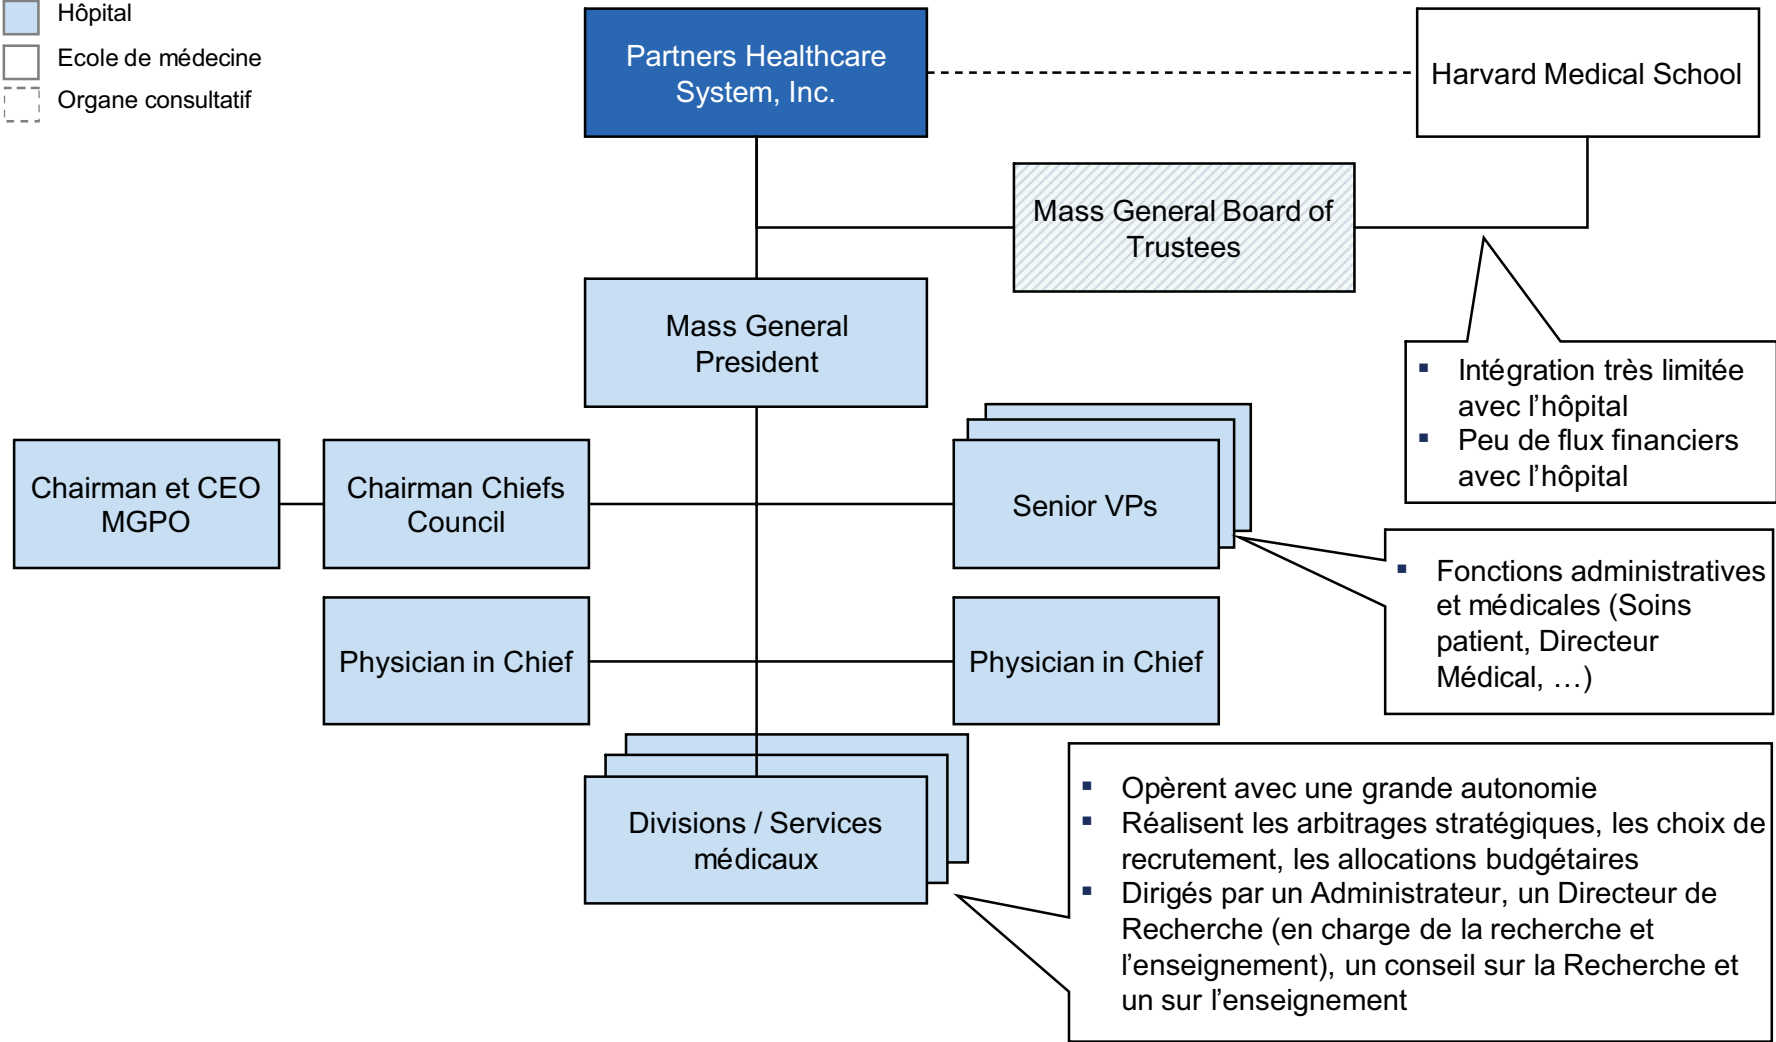 Hôpital
Ecole de médecine
Organe consultatif
Partners Healthcare
System, Inc.
Harvard Medical School
Mass General Board of
Trustees
Mass General
President
▪ Intégration très limitée
avec l’hôpital
▪ Peu de flux financiers
avec l’hôpital
Chairman et CEO
MGPO
Chairman Chiefs
Council
Senior VPs
▪ Fonctions administratives
et médicales (Soins
patient, Directeur
Médical, …)
Physician in Chief
Physician in Chief
Divisions / Services
médicaux
▪ Opèrent avec une grande autonomie
▪ Réalisent les arbitrages stratégiques, les choix de
recrutement, les allocations budgétaires
▪ Dirigés par un Administrateur, un Directeur de
Recherche (en charge de la recherche et
l’enseignement), un conseil sur la Recherche et
un sur l’enseignement